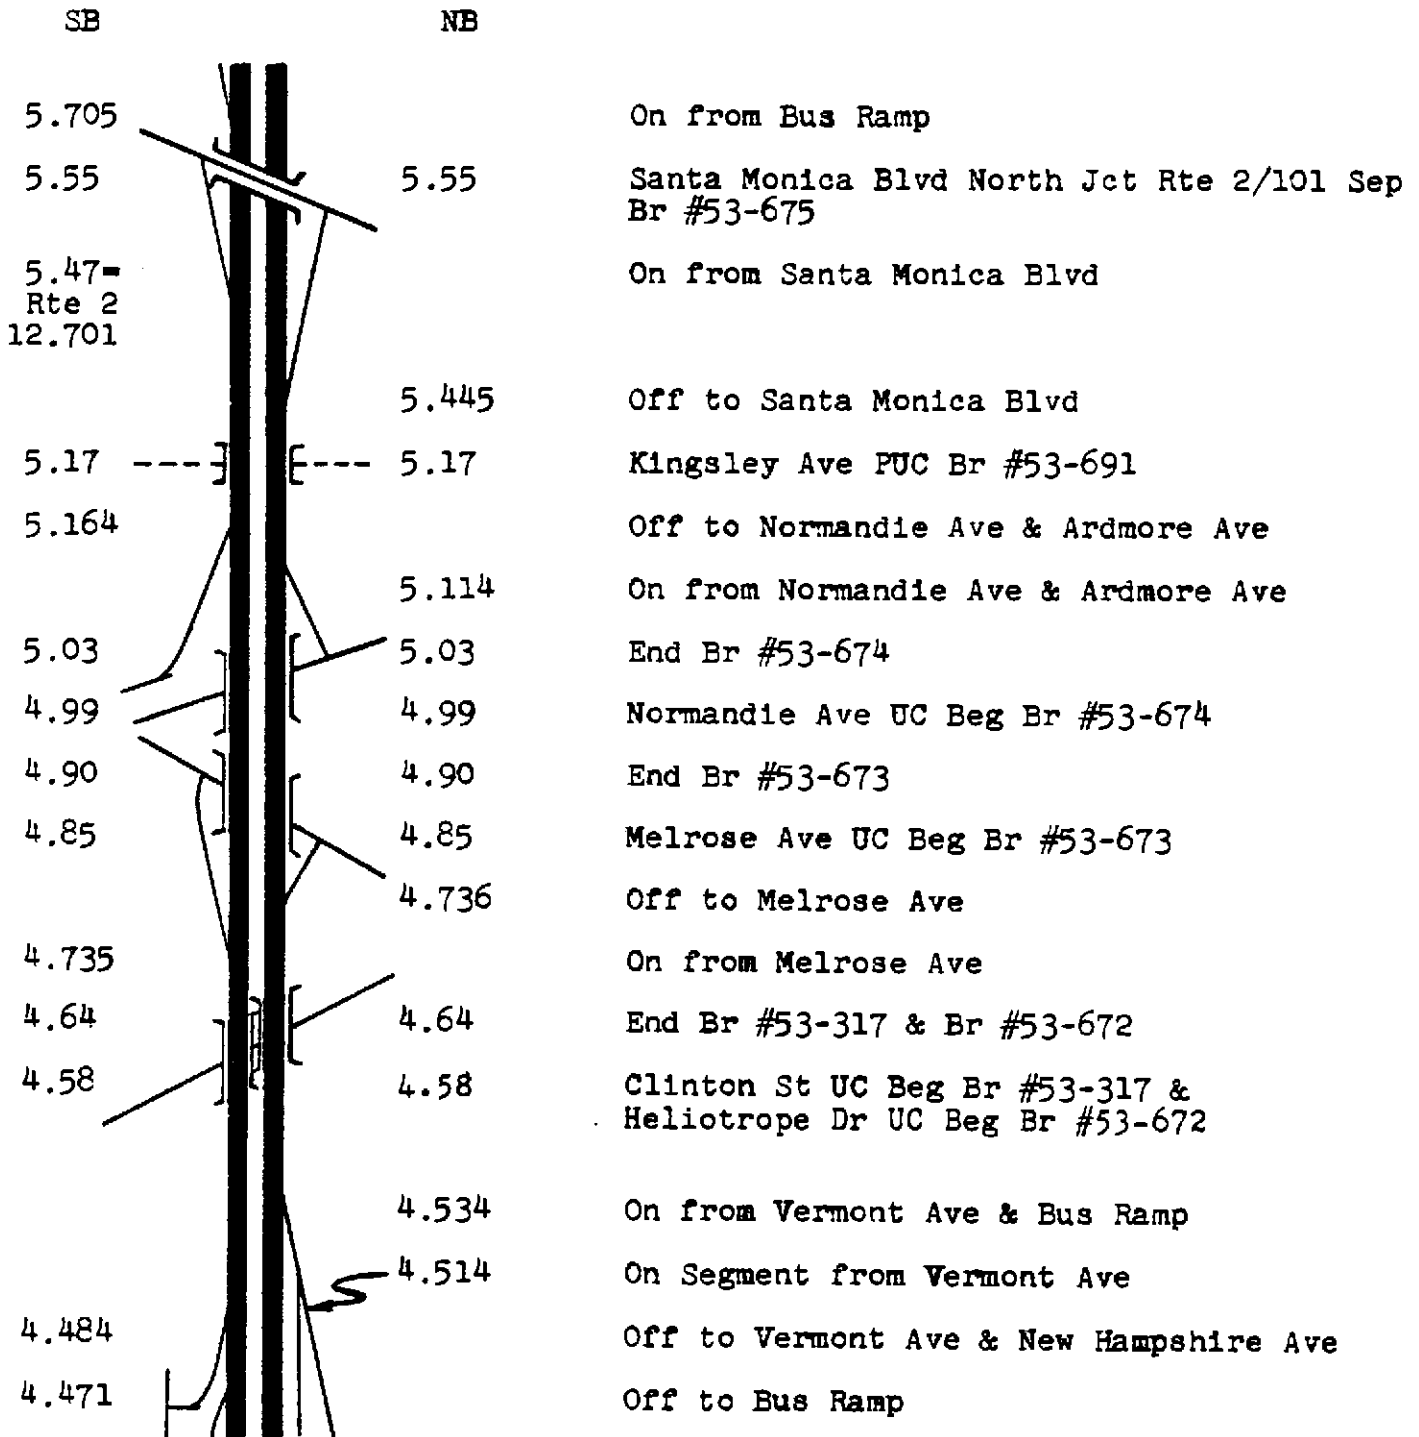 SB NB
5.705 On from Bus Ramp
5.55 5.55 Santa Monica Blvd North Jct Rte 2/101 Sep
Br #53-675
5.47= On from Santa Monica Blvd
Rte 2
12.701
5.445 Off to Santa Monica Blvd
5.17 5.17 Kingsley Ave PUC Br #53-691
5.164 Off to Normandie Ave & Ardmore Ave
5.114 On from Normandie Ave & Ardmore Ave
5.03 5.03 End Br #53-674
4.99 4.99 Normandie Ave UC Beg Br #53-674
4.90 4.90 End Br #53-673
4.85 4.85 Melrose Ave UC Beg Br #53-673
4.736 Off to Melrose Ave
4.735 On from Melrose Ave
4.64 4.64 End Br #53-317 & Br #53-672
4.58 4.58 Clinton St UC Beg Br #53-317 &
Heliotrope Dr UC Beg Br #53-672
4.534 On from Vermont Ave & Bus Ramp
4.514 On Segment from Vermont Ave
4.484 Off to Vermont Ave & New Hampshire Ave
4.471 Off to Bus Ramp